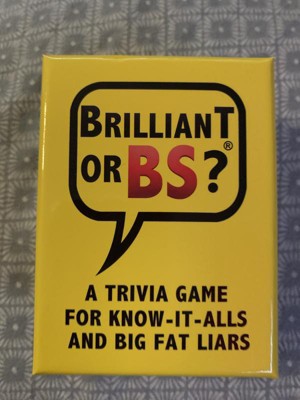 BRILLIANT
OR BS?®
A TRIVIA GAME
FOR KNOW-IT-ALLS
AND BIG FAT LIARS